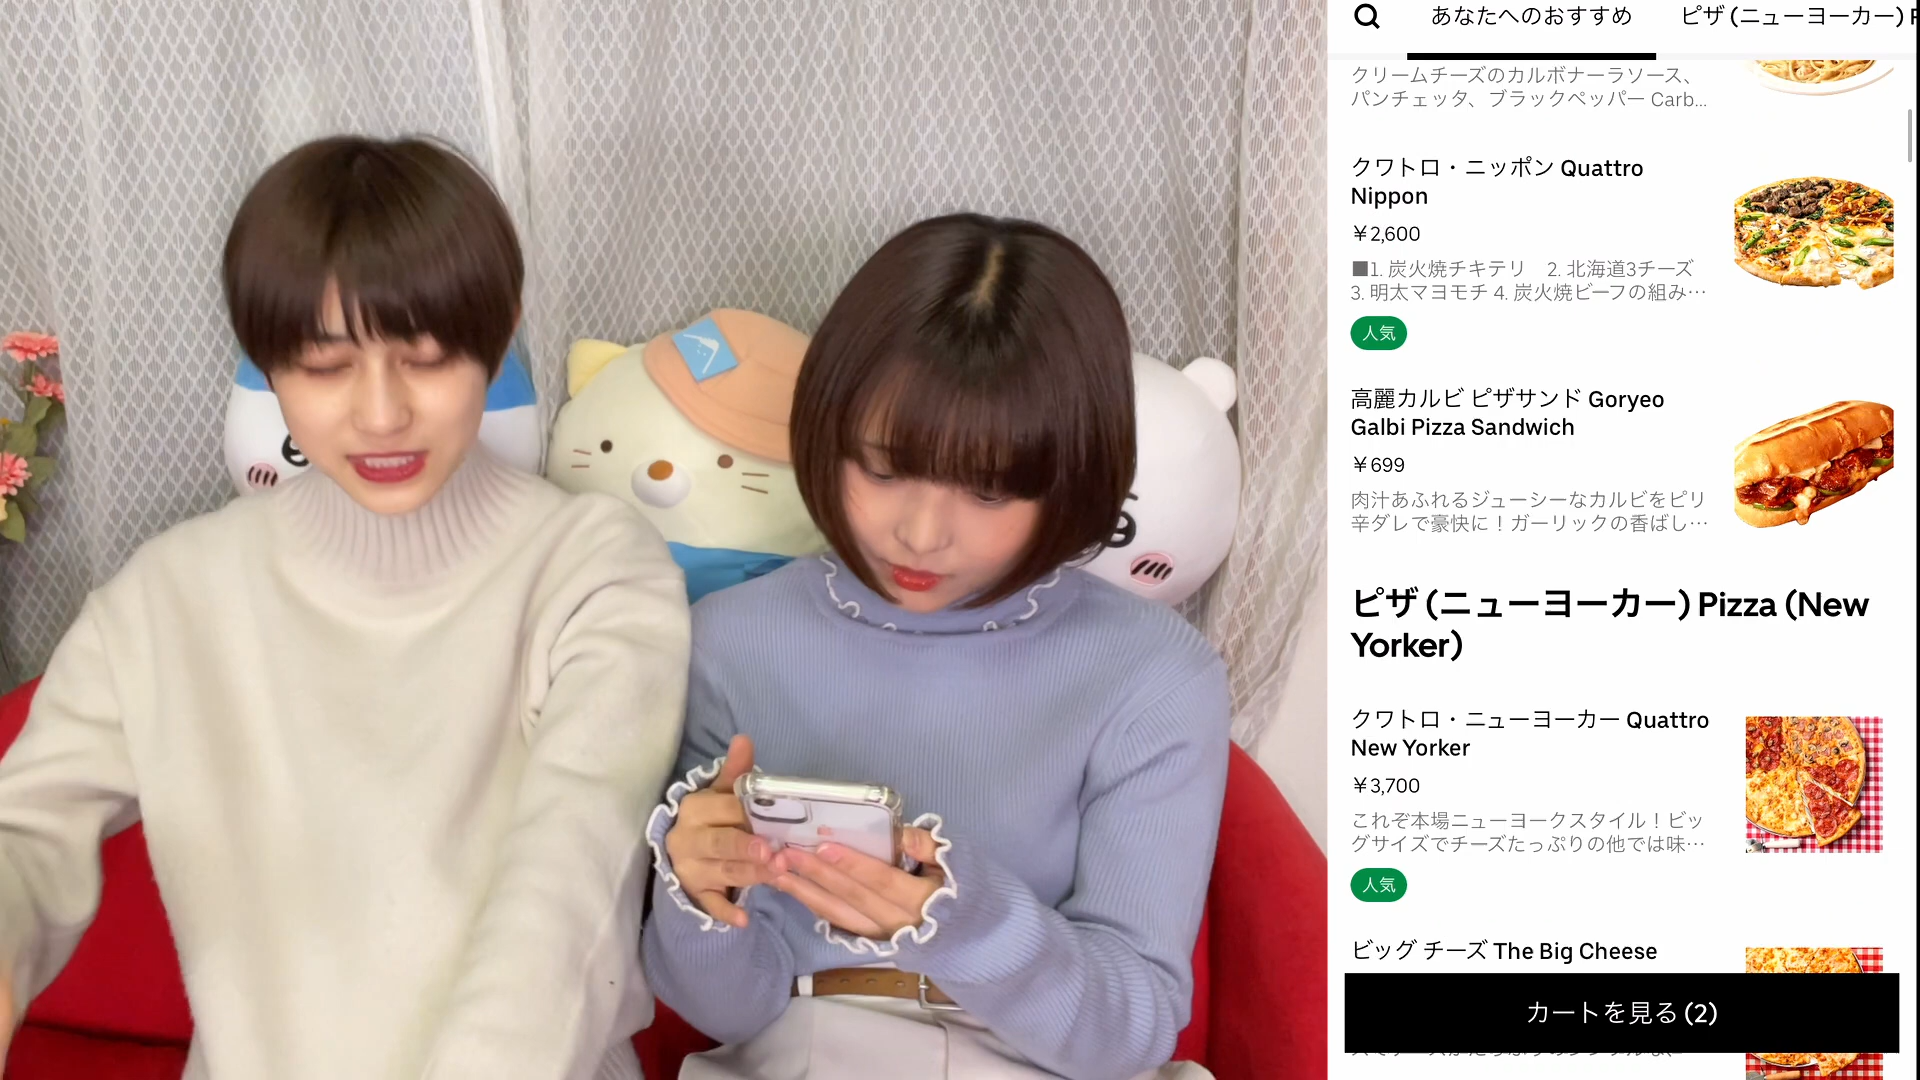 あなたへのおすすめ
ピザ (ニューヨーカー)
クリームチーズのカルボナーラソース、
パンチェッタ、ブラックペッパー Carb...
クワトロ・ニッポン Quattro
Nippon
￥2,600
■1. 炭火焼チキテリ　2. 北海道3チーズ
3. 明太マヨモチ 4. 炭火焼ビーフの組み…
人気
高麗カルビ ピザサンド Goryeo
Galbi Pizza Sandwich
￥699
肉汁あふれるジューシーなカルビをピリ
辛ダレで豪快に！ガーリックの香ばし…
ピザ (ニューヨーカー) Pizza (New
Yorker)
クワトロ・ニューヨーカー Quattro
New Yorker
￥3,700
これぞ本場ニューヨークスタイル！ビッ
グサイズでチーズたっぷりの他では味…
人気
ビッグ チーズ The Big Cheese
カートを見る (2)